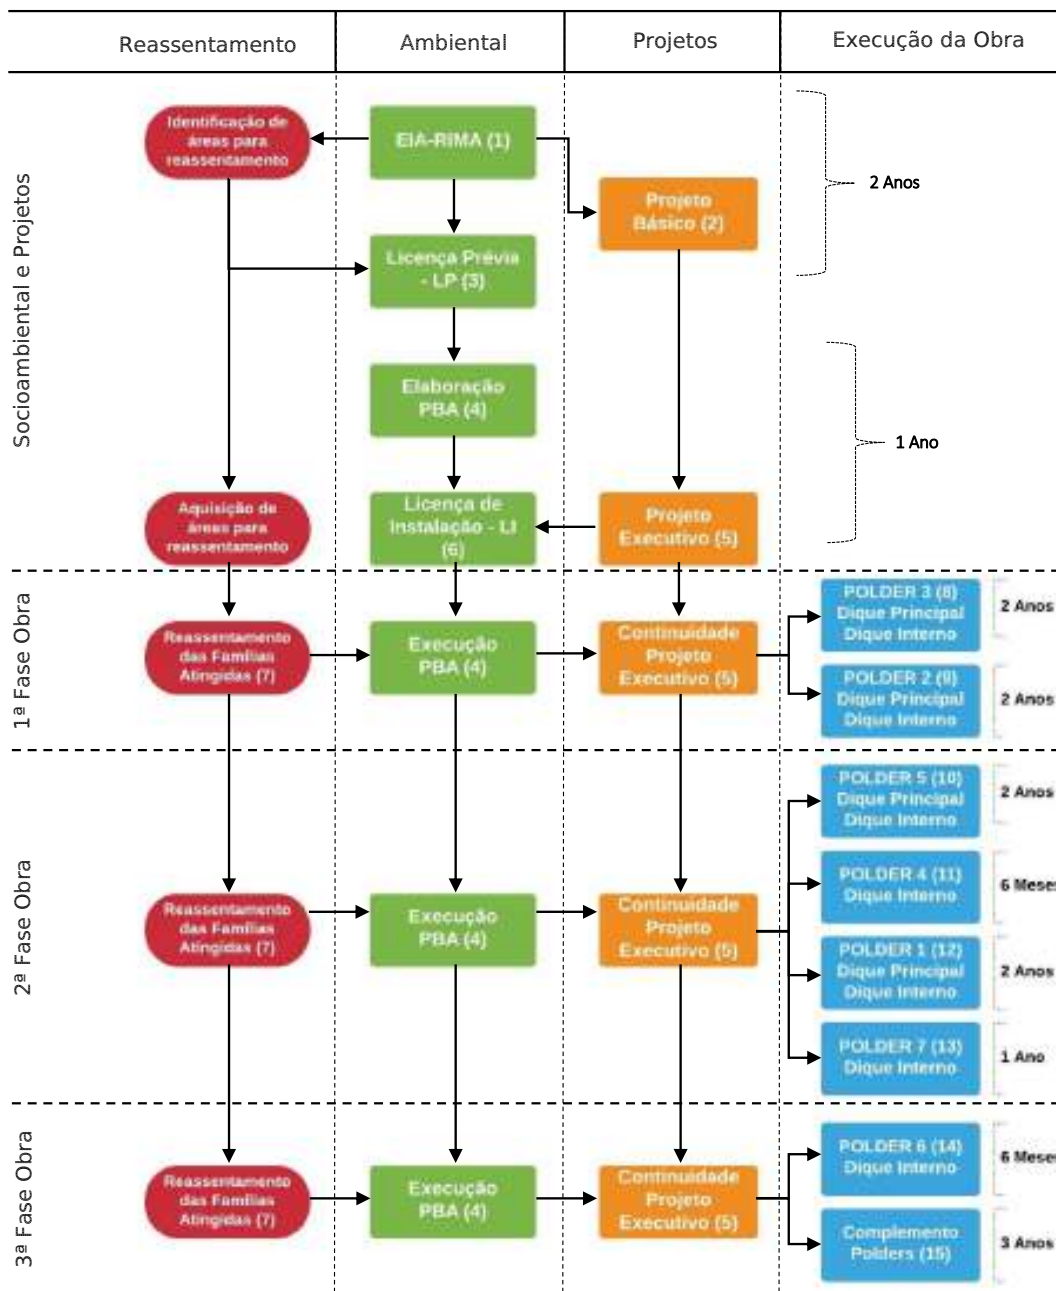 Reassentamento
Ambiental
Projetos
Execução da Obra
Socioambiental e Projetos
Identificação de
áreas para
reassentamento
EIA-RIMA (1)
Projeto
Básico (2)
2 Anos
Licença Prévia
- LP (3)
Elaboração
PBA (4)
1 Ano
Aquisição de
áreas para
reassentamento
Licença de
Instalação - LI
(6)
Projeto
Executivo (5)
1ª Fase Obra
Reassentamento
das Famílias
Atingidas (7)
Execução
PBA (4)
Continuidade
Projeto
Executivo (5)
POLDER 3 (8)
Dique Principal
Dique Interno
2 Anos
POLDER 2 (9)
Dique Principal
Dique Interno
2 Anos
2ª Fase Obra
Reassentamento
das Famílias
Atingidas (7)
Execução
PBA (4)
Continuidade
Projeto
Executivo (5)
POLDER 5 (10)
Dique Principal
Dique Interno
2 Anos
POLDER 4 (11)
Dique Interno
6 Meses
POLDER 1 (12)
Dique Principal
Dique Interno
2 Anos
POLDER 7 (13)
Dique Interno
1 Ano
3ª Fase Obra
Reassentamento
das Famílias
Atingidas (7)
Execução
PBA (4)
Continuidade
Projeto
Executivo (5)
POLDER 6 (14)
Dique Interno
6 Meses
Complemento
Polders (15)
3 Anos